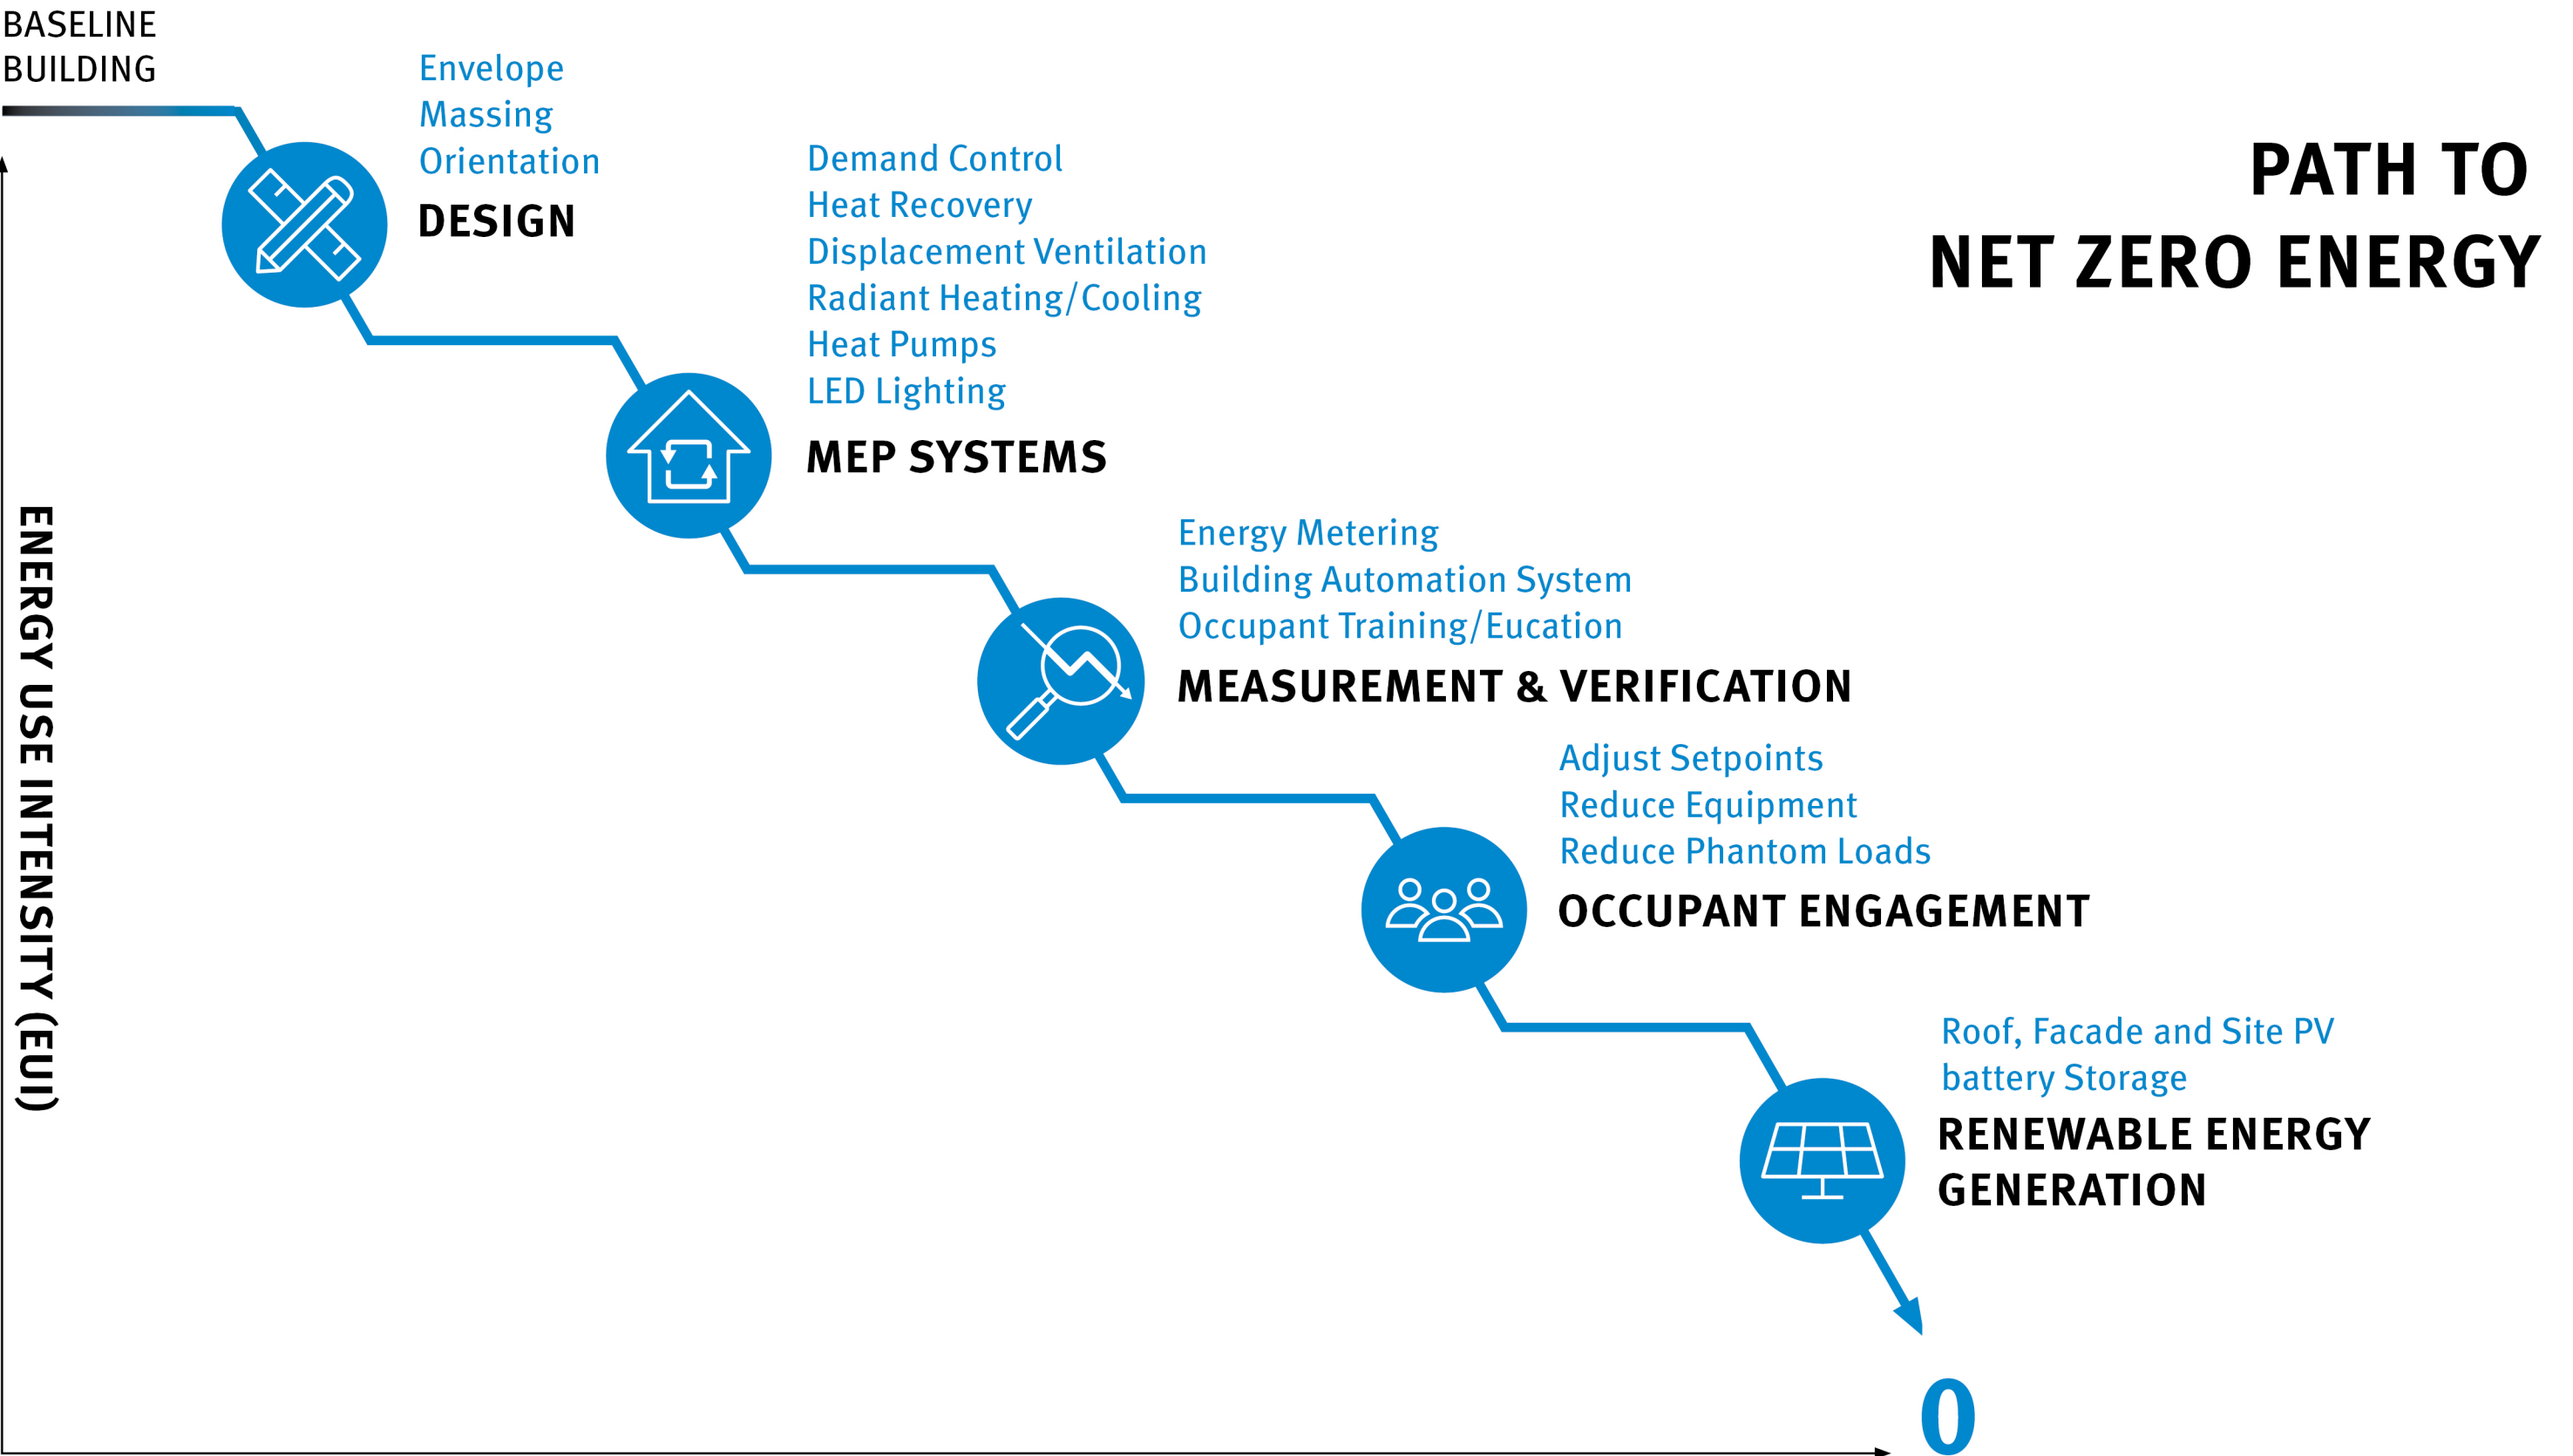 BASELINE
BUILDING
Envelope
Massing
Orientation
DESIGN
Demand Control
Heat Recovery
Displacement Ventilation
Radiant Heating/Cooling
Heat Pumps
LED Lighting
MEP SYSTEMS
PATH TO
NET ZERO ENERGY
Energy Metering
Building Automation System
Occupant Training/Eucation
MEASUREMENT & VERIFICATION
Adjust Setpoints
Reduce Equipment
Reduce Phantom Loads
OCCUPANT ENGAGEMENT
Roof, Facade and Site PV
battery Storage
RENEWABLE ENERGY
GENERATION
0
ENERGY USE INTENSITY (EUI)